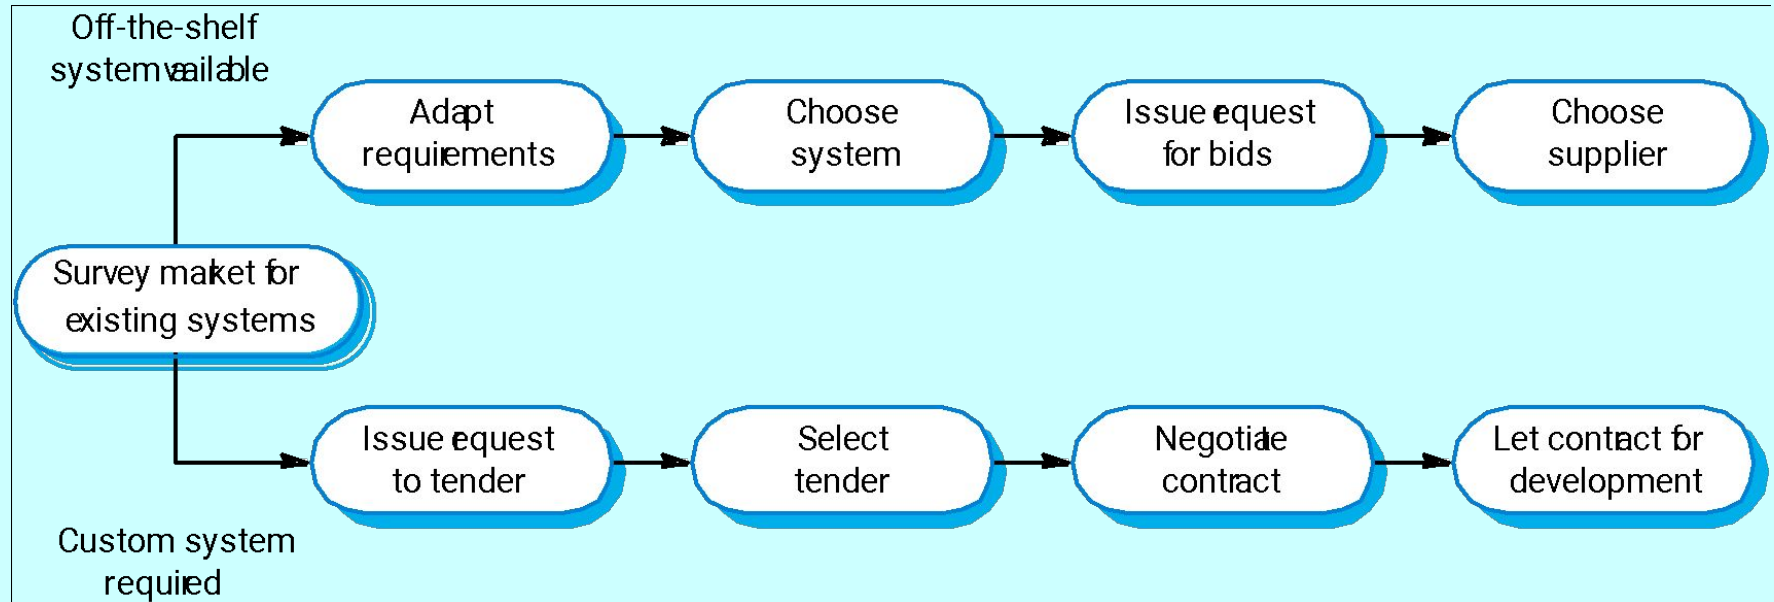 Off-the-shelf
system available
Adapt
requirements
Choose
system
Issue request
for bids
Choose
supplier
Survey market for
existing systems
Issue request
to tender
Select
tender
Negotiate
contract
Let contract for
development
Custom system
required